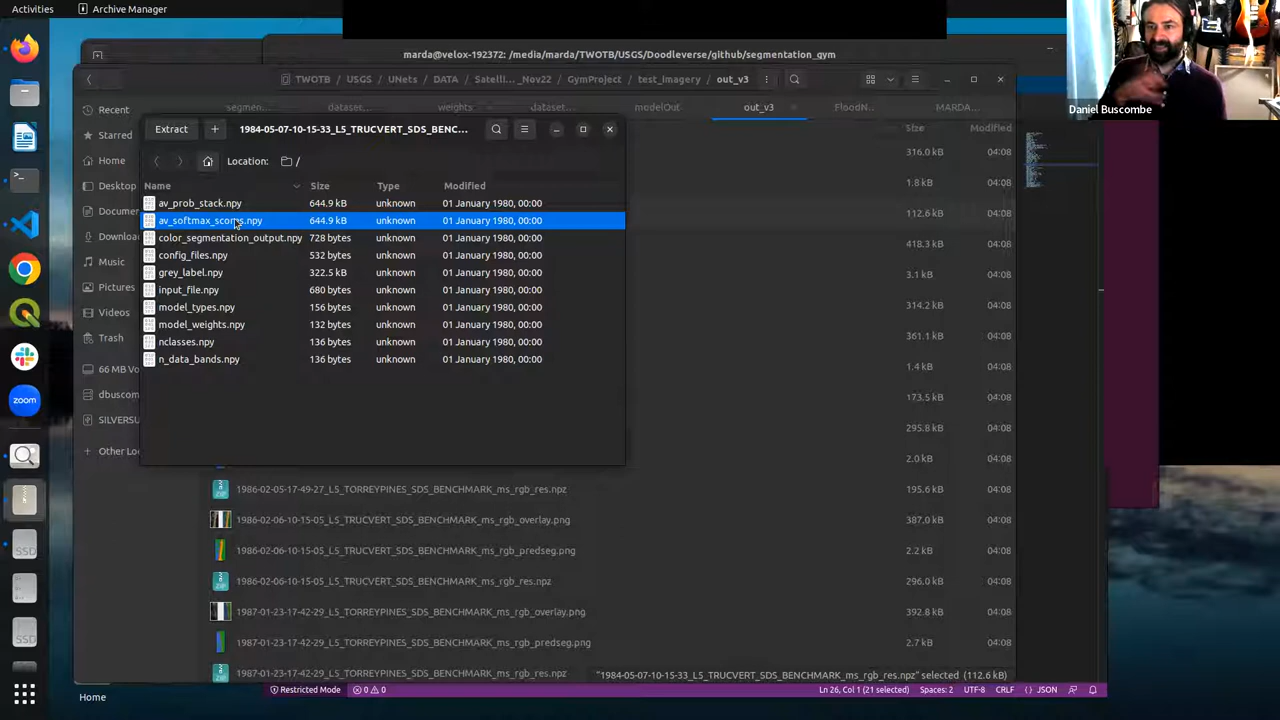 Activities
Archive Manager
marda@velox-192372: /media/marda/TWOTB/USGS/Doodleverse/github/segmentation_gym
TWOTB / USGS / UNets / DATA / Satell..._Nov22 / GymProject / test_imagery / out_v3
Daniel Buscombe
Recent
Starred
Home
Desktop
Music
Pictures
Videos
Trash
66 MB Vo
dbuscom
SILVERSU
+ Other Lo
segmen...
dataset...
weights
dataset...
modelOut
out_v3
FloodN...
MARDA...
Extract
1984-05-07-10-15-33_L5_TRUCVERT_SDS_BENC...
Location: /
Name Size Type Modified
av_prob_stack.npy 644.9 kB unknown 01 January 1980, 00:00
av_softmax_scores.npy 644.9 kB unknown 01 January 1980, 00:00
color_segmentation_output.npy 728 bytes unknown 01 January 1980, 00:00
config_files.npy 532 bytes unknown 01 January 1980, 00:00
grey_label.npy 322.5 kB unknown 01 January 1980, 00:00
input_file.npy 680 bytes unknown 01 January 1980, 00:00
model_types.npy 156 bytes unknown 01 January 1980, 00:00
model_weights.npy 132 bytes unknown 01 January 1980, 00:00
nclasses.npy 136 bytes unknown 01 January 1980, 00:00
n_data_bands.npy 136 bytes unknown 01 January 1980, 00:00
Size Modified
316.0 kB 04:08
1.8 kB 04:08
112.6 kB 04:08
418.3 kB 04:08
3.1 kB 04:08
314.2 kB 04:08
361.1 kB 04:08
1.4 kB 04:08
173.5 kB 04:08
295.8 kB 04:08
2.0 kB 04:08
1986-02-05-17-49-27_L5_TORREYPINES_SDS_BENCHMARK_ms_rgb_res.npz 195.6 kB 04:08
1986-02-06-10-15-05_L5_TRUCVERT_SDS_BENCHMARK_ms_rgb_overlay.png 387.0 kB 04:08
1986-02-06-10-15-05_L5_TRUCVERT_SDS_BENCHMARK_ms_rgb_predseg.png 2.2 kB 04:08
1986-02-06-10-15-05_L5_TRUCVERT_SDS_BENCHMARK_ms_rgb_res.npz 296.0 kB 04:08
1987-01-23-17-42-29_L5_TORREYPINES_SDS_BENCHMARK_ms_rgb_overlay.png 392.8 kB 04:08
1987-01-23-17-42-29_L5_TORREYPINES_SDS_BENCHMARK_ms_rgb_predseg.png 2.7 kB 04:08
1987-01-23-17-42-29_L5_TORREYPINES_SDS_BENCHMARK_ms_rgb_res.npz
"1984-05-07-10-15-33_L5_TRUCVERT_SDS_BENCHMARK_ms_rgb_res.npz" selected (112.6 kB)
Restricted Mode 0 0
Ln 26, Col 1 (21 selected) Spaces: 2 UTF-8 CRLF {} JSON
Home
zoom
SSD
SSD
SSD